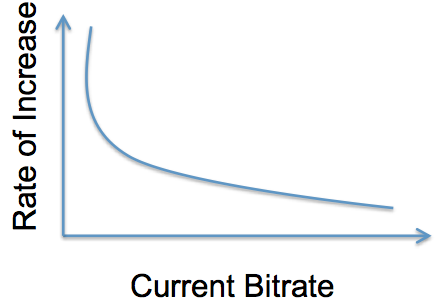 Rate of Increase
Current Bitrate